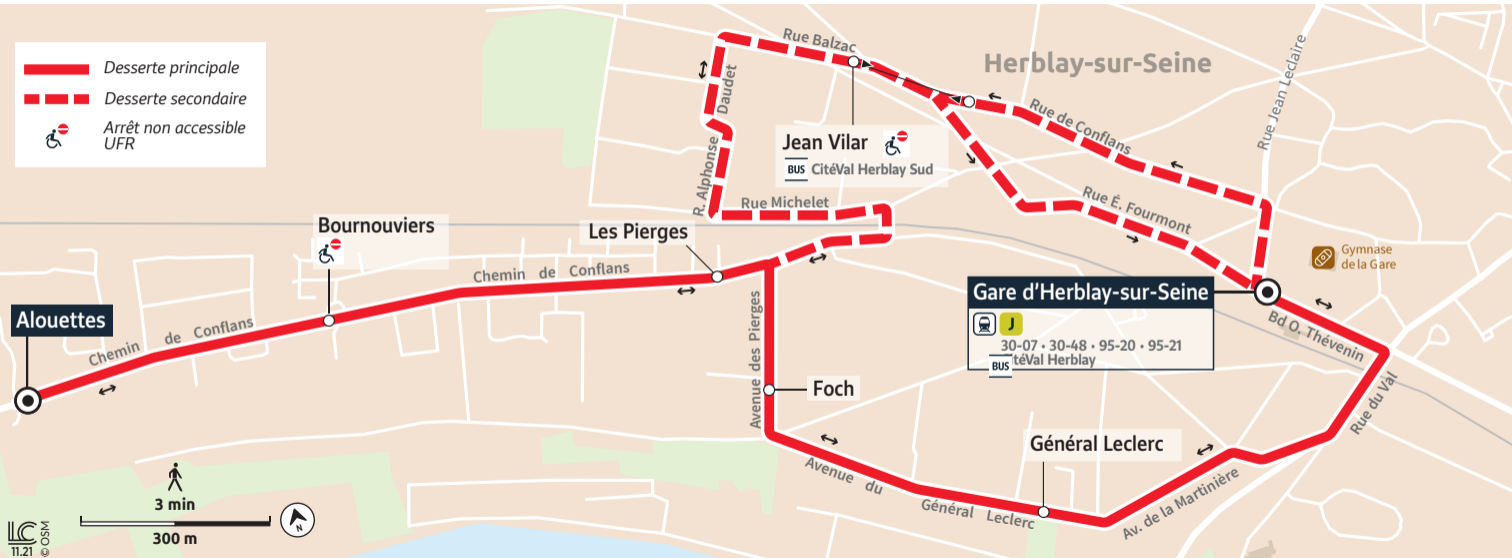 Desserte principale
Desserte secondaire
Arrêt non accessible
UFR
Rue Balzac
Herblay-sur-Seine
Rue Jean Leclaire
Daudet
R. Alphonse
Rue de Conflans
Jean Vilar
BUS CitéVal Herblay Sud
Rue Michelet
Rue É. Fourmont
Bournouviers
Les Pierges
Chemin de Conflans
Gymnase
de la Gare
Alouettes
Chemin de Conflans
Gare d'Herblay-sur-Seine
J
30-07 • 30-48 • 95-20 • 95-21
BUS téVal Herblay
Bd O. Thévenin
Avenue des Pierges
Foch
Rue du Val
Général Leclerc
Avenue du
Général Leclerc
Av. de la Martinière
3 min
300 m
N
LC
11.21
© OSM